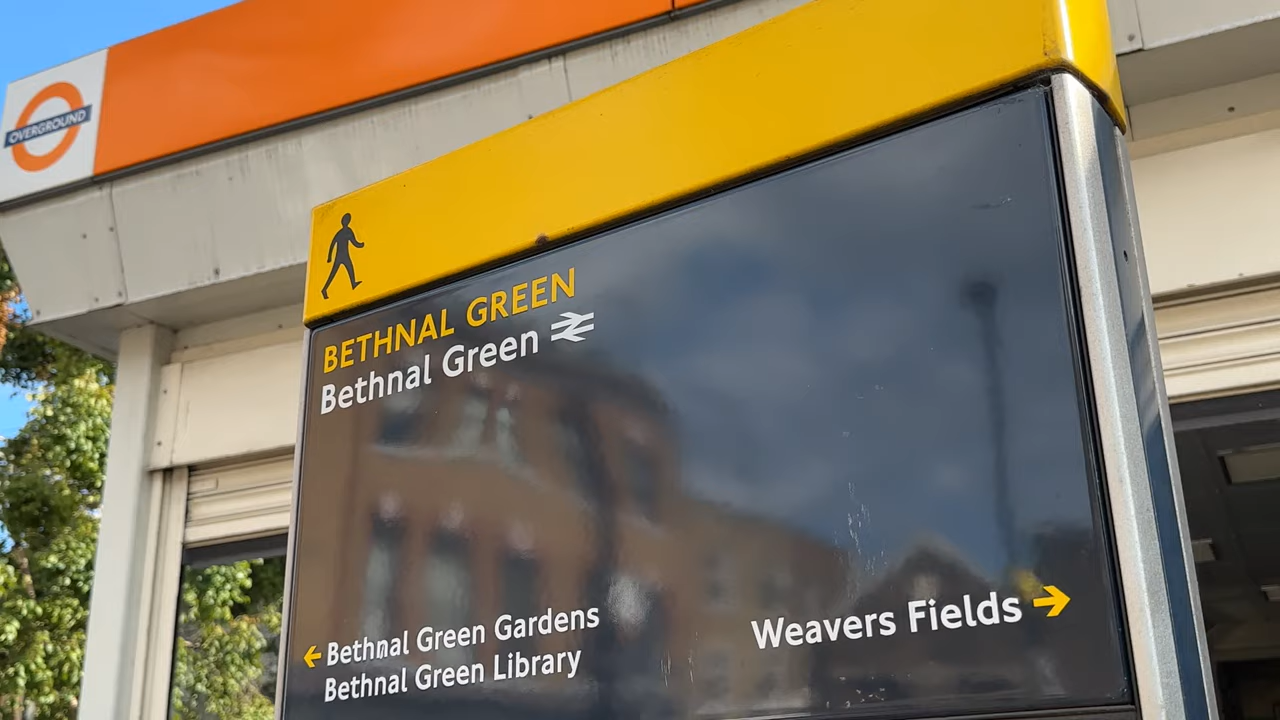 OVERGROUND
BETHNAL GREEN
Bethnal Green
Bethnal Green Gardens
Bethnal Green Library
Weavers Fields